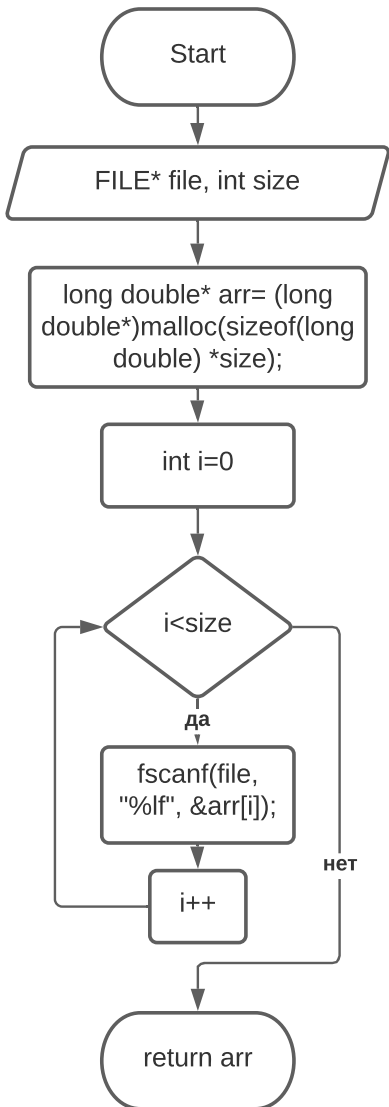 Start
FILE* file, int size
long double* arr= (long
double*)malloc(sizeof(long
double) *size);
int i=0
i<size
да
fscanf(file,
"%lf", &arr[i]);
нет
i++
return arr